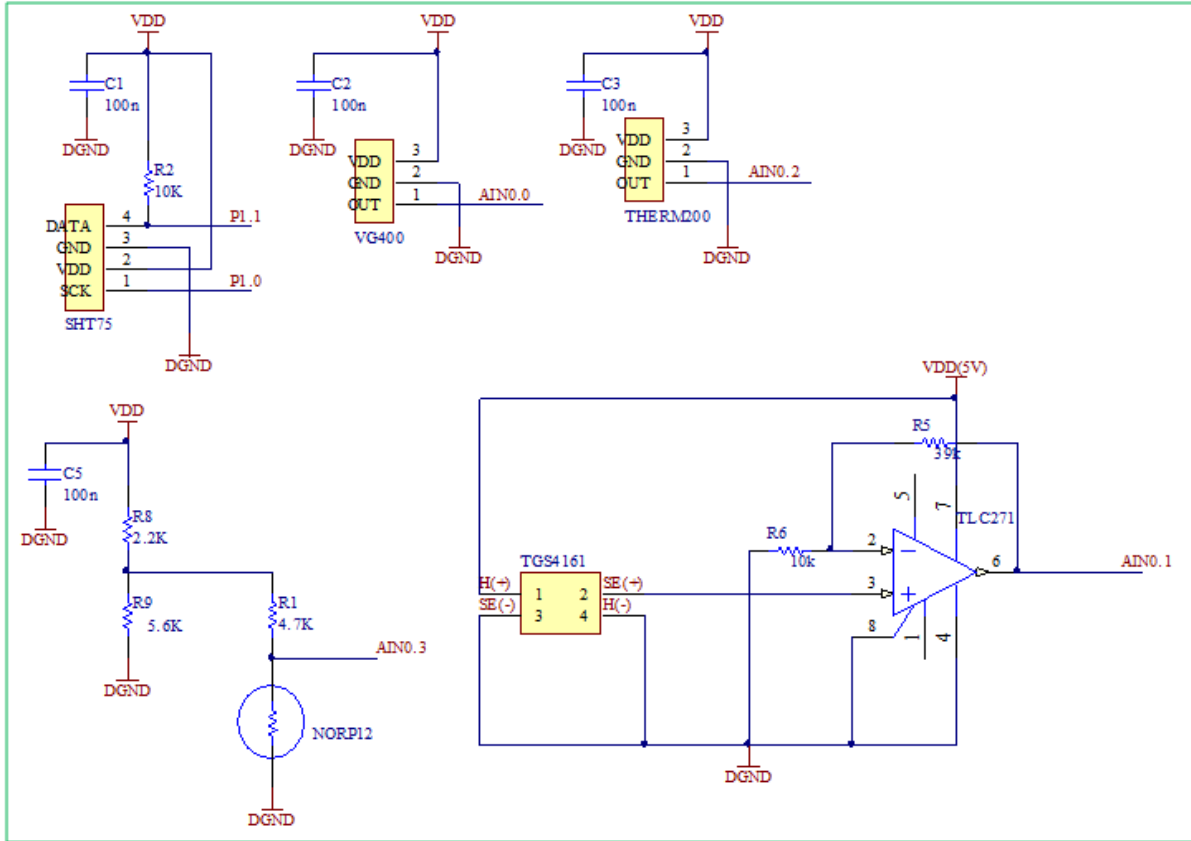 VDD
C1
100n
DGND
R2
10K
DATA
4
P1.1
GND
3
VDD
2
SCK
1
P1.0
SHT75
DGND
VDD
C2
100n
DGND
VDD
3
GND
2
OUT
1
AIN0.0
VG400
DGND
VDD
C3
100n
DGND
VDD
3
GND
2
OUT
1
AIN0.2
THERM200
DGND
VDD
C5
100n
DGND
R8
2.2K
R9
5.6K
DGND
R1
4.7K
AIN0.3
NORP12
DGND
VDD(5V)
R5
39k
5
7
TLC271
R6
10k
2
6
AIN0.1
3
8
1
4
TGS4161
H(+)
1
2
SE(+)
SE(-)
3
4
H(-)
DGND